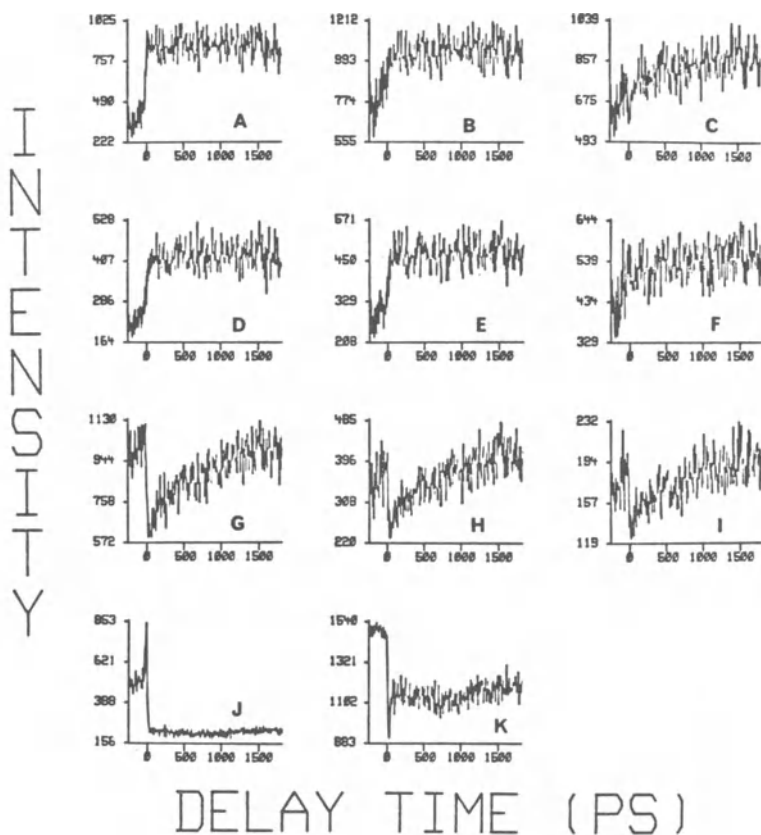 INTENSITY
1025
757
490
222
A
0 500 1000 1500
1212
993
774
555
B
0 500 1000 1500
1039
857
675
493
C
0 500 1000 1500
528
407
286
164
D
0 500 1000 1500
571
450
329
208
E
0 500 1000 1500
644
539
434
329
F
0 500 1000 1500
1130
944
758
572
G
0 500 1000 1500
485
396
308
220
H
0 500 1000 1500
232
194
157
119
I
0 500 1000 1500
853
621
388
156
J
0 500 1000 1500
1540
1321
1102
883
K
0 500 1000 1500
DELAY TIME (PS)